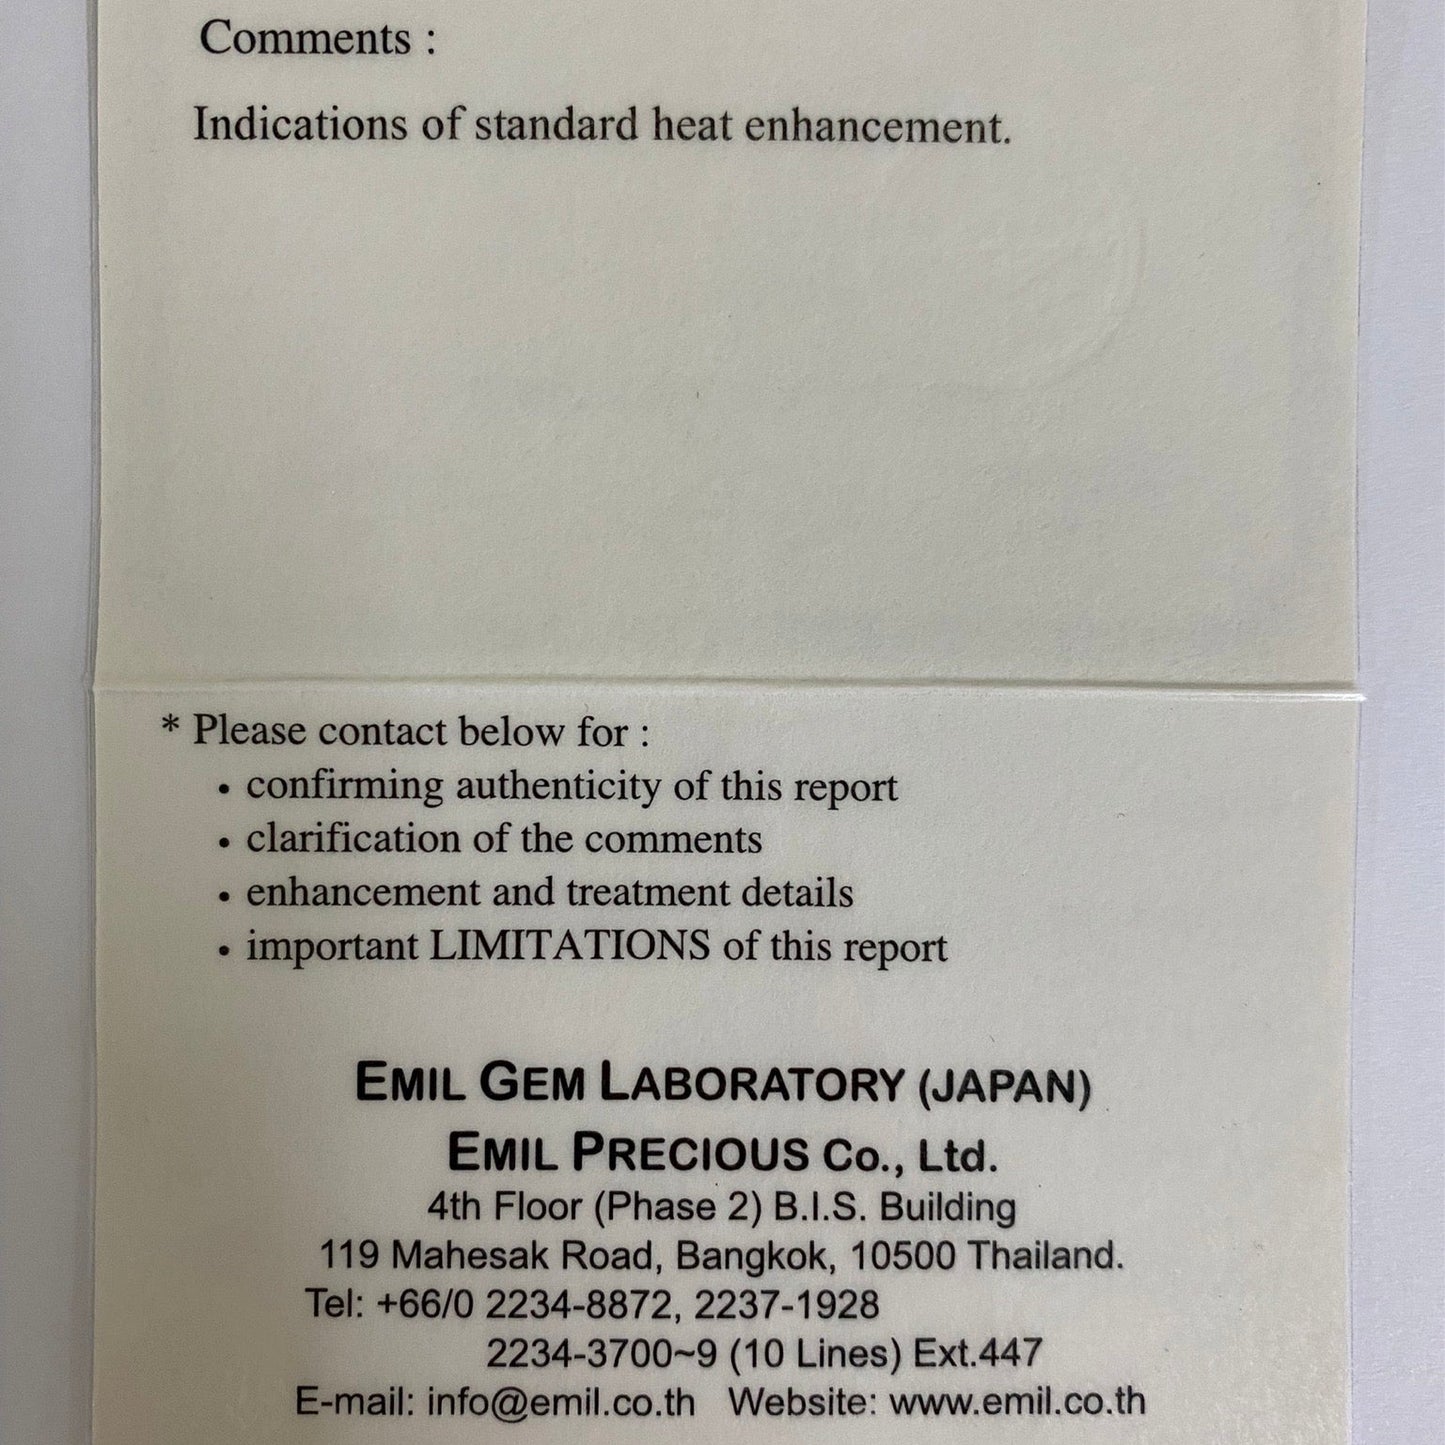 Comments :
Indications of standard heat enhancement.
* Please contact below for :
• confirming authenticity of this report
• clarification of the comments
• enhancement and treatment details
• important LIMITATIONS of this report
EMIL GEM LABORATORY (JAPAN)
EMIL PRECIOUS Co., Ltd.
4th Floor (Phase 2) B.I.S. Building
119 Mahesak Road, Bangkok, 10500 Thailand.
Tel: +66/0 2234-8872, 2237-1928
2234-3700~9 (10 Lines) Ext.447
E-mail: info@emil.co.th Website: www.emil.co.th